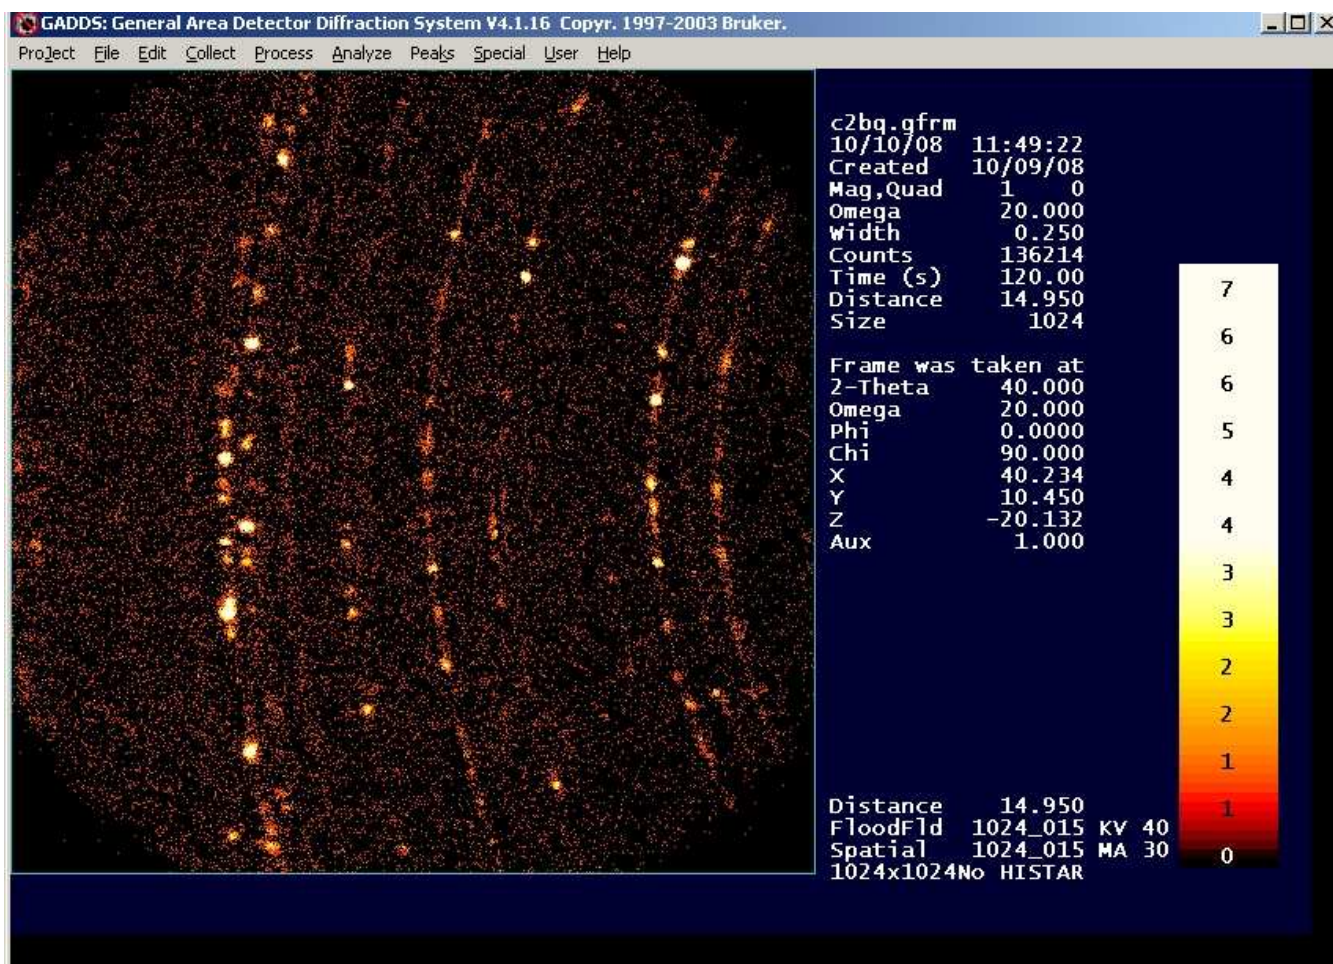 GADDS: General Area Detector Diffraction System V4.1.16 Copyr. 1997-2003 Bruker.
ProJect File Edit Collect Process Analyze Peaks Special User Help
c2bq.gfrm
10/10/08 11:49:22
Created 10/09/08
Mag,Quad 1 0
Omega 20.000
Width 0.250
Counts 136214
Time (s) 120.00
Distance 14.950
Size 1024
Frame was taken at
2-Theta 40.000
Omega 20.000
Phi 0.0000
Chi 90.000
X 40.234
Y 10.450
Z -20.132
Aux 1.000
Distance 14.950
FloodFld 1024_015 KV 40
Spatial 1024_015 MA 30
1024x1024No HISTAR
7
6
6
5
4
4
3
3
2
2
1
1
0